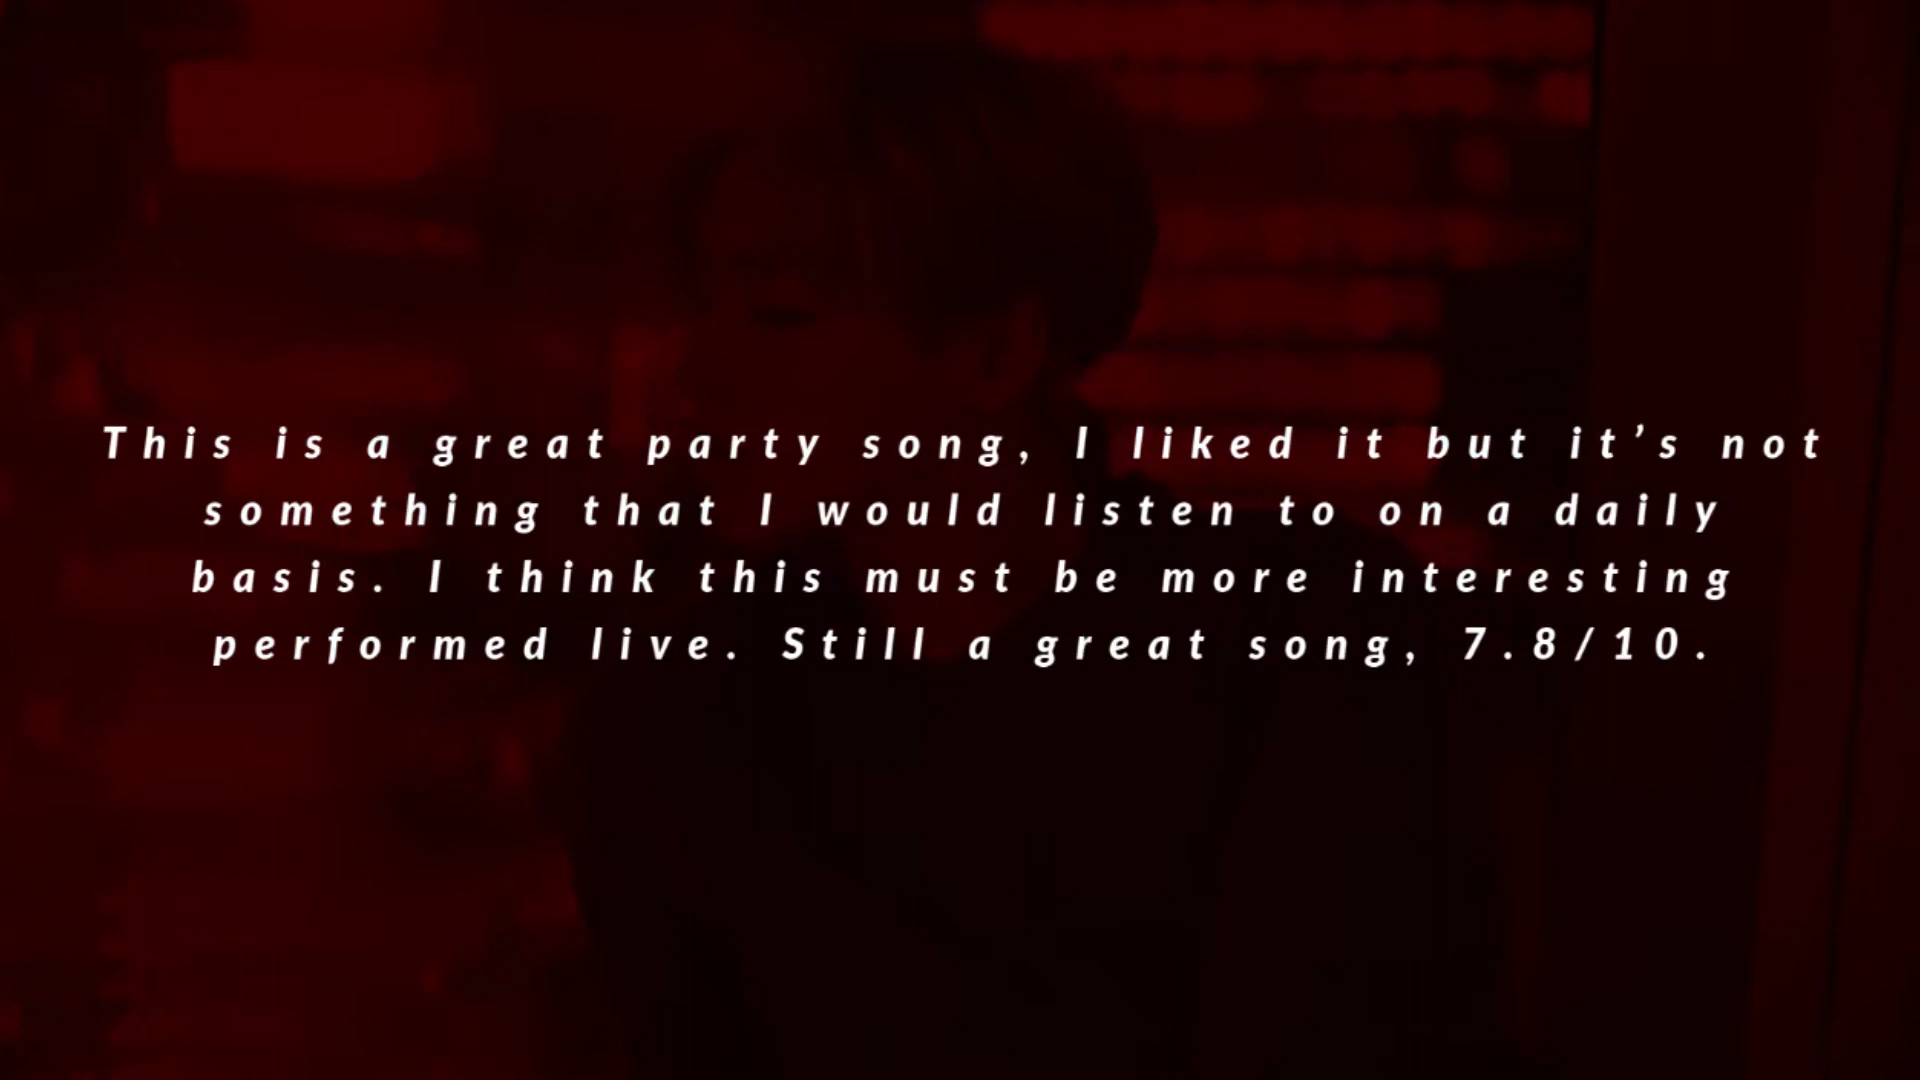 This is a great party song, I liked it but it’s not
something that I would listen to on a daily
basis. I think this must be more interesting
performed live. Still a great song, 7.8/10.